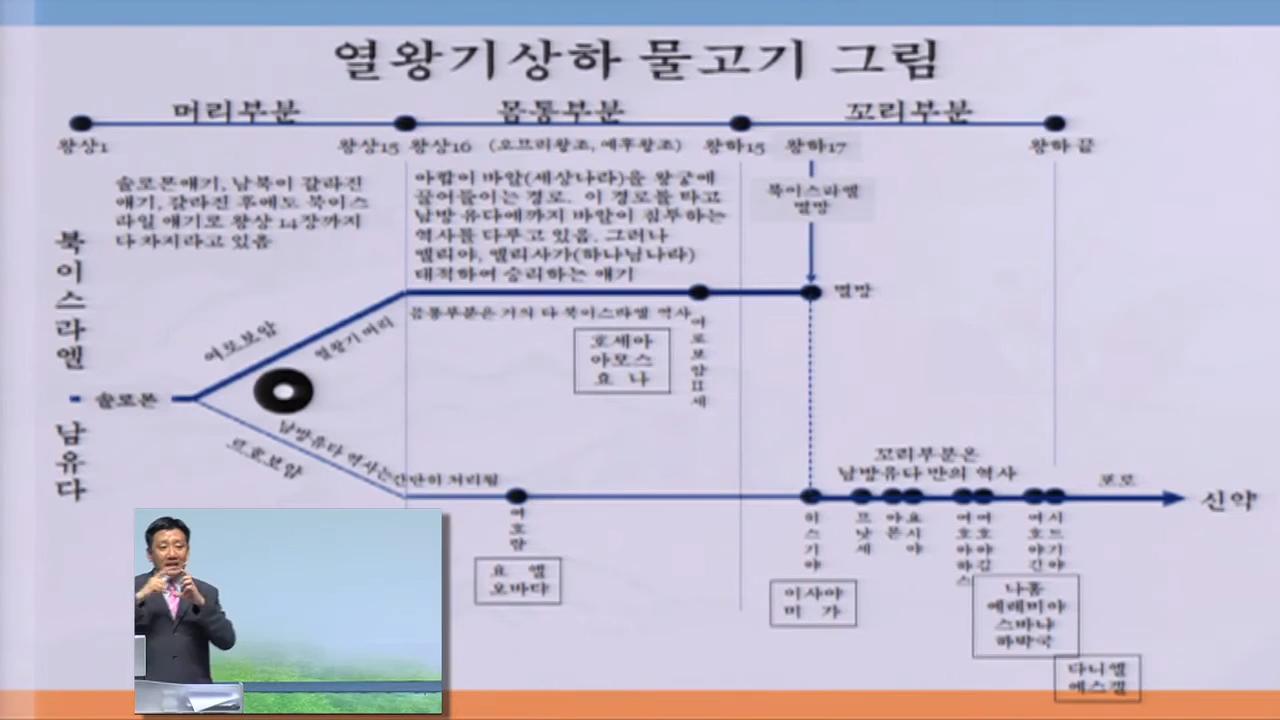 열왕기상하 물고기 그림
머리부분
몸통부분
꼬리부분
왕상1
왕상15
왕상16
(오므리왕조, 예후왕조)
왕하15
왕하17
왕하 끝
솔로몬얘기, 남북이 갈라진
얘기, 갈라진 후에도 북이스
라일 얘기로 왕상 14장까지
다 차지라고 있음
아합이 바알(세상나라)을 왕궁에
끌어들이는 경로. 이 경로를 타고
남방 유다에까지 바알이 침투하는
역사를 다루고 있음. 그러나
엘리야, 엘리사가(하나님나라)
대적하여 승리하는 얘기
북이스라엘
멸망
북이스라엘
멸망
몸통부분은 거의 다 북이스라엘 역사
여로보암
열왕기 머리
호세아
아모스
요 나
여로보암II세
솔로몬
남유다
르호보암
남방유다 역사는간단히 처리됨
꼬리부분은
남방유다 만의 역사
포로
신약
여호람
요 엘
오바댜
히스기야
므낫세
아몬
요시야
여호아하스
여호야김
여호야긴
시드기야
이사야
미 가
나훔
예레미야
스바냐
하박국
다니엘
에스겔